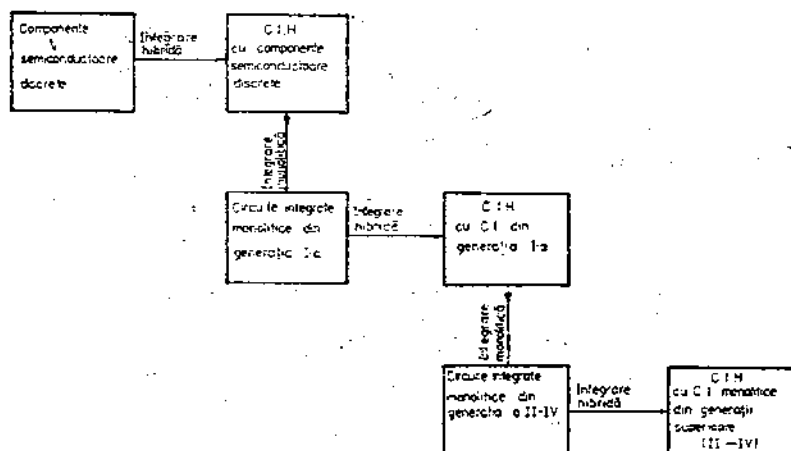 Componente
semiconductoare
discrete
Integrare
hibridă
C.I.H.
cu componente
semiconductoare
discrete
Integrare
monolitică
Circuite integrate
monolitice din
generația I-a
Integrare
hibridă
C.I.H.
cu C.I. din
generația I-a
Integrare
monolitică
Circuite integrate
monolitice din
generația a II-IV
Integrare
hibridă
C.I.H.
cu C.I. monolitice
din generații
superioare
(II-IV)